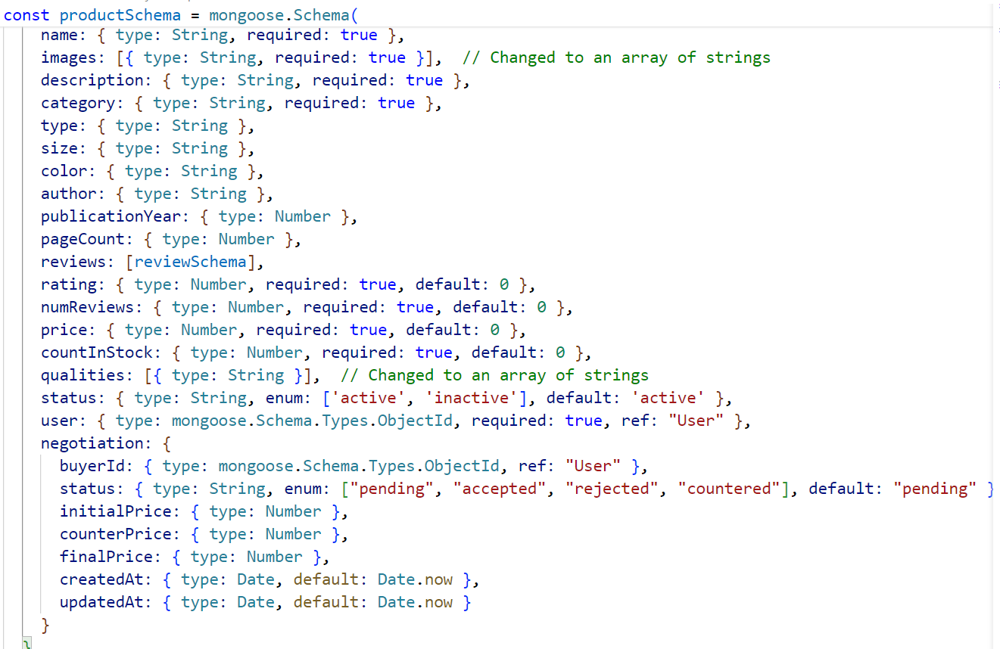 const productSchema = mongoose.Schema(
name: { type: String, required: true },
images: [{ type: String, required: true }],  // Changed to an array of strings
description: { type: String, required: true },
category: { type: String, required: true },
type: { type: String },
size: { type: String },
color: { type: String },
author: { type: String },
publicationYear: { type: Number },
pageCount: { type: Number },
reviews: [reviewSchema],
rating: { type: Number, required: true, default: 0 },
numReviews: { type: Number, required: true, default: 0 },
price: { type: Number, required: true, default: 0 },
countInStock: { type: Number, required: true, default: 0 },
qualities: [{ type: String }],  // Changed to an array of strings
status: { type: String, enum: ['active', 'inactive'], default: 'active' },
user: { type: mongoose.Schema.Types.ObjectId, required: true, ref: "User" },
negotiation: {
buyerId: { type: mongoose.Schema.Types.ObjectId, ref: "User" },
status: { type: String, enum: ["pending", "accepted", "rejected", "countered"], default: "pending" }
initialPrice: { type: Number },
counterPrice: { type: Number },
finalPrice: { type: Number },
createdAt: { type: Date, default: Date.now },
updatedAt: { type: Date, default: Date.now }
}
}